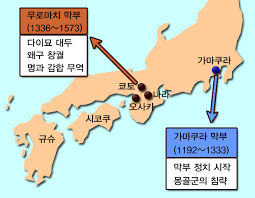 무로마치 막부
(1336~1573)
다이묘 대두
왜구 창궐
명과 감합 무역
가마쿠라
쿄토
나라
오사카
시코쿠
규슈
가마쿠라 막부
(1192~1333)
막부 정치 시작
몽골군의 침략